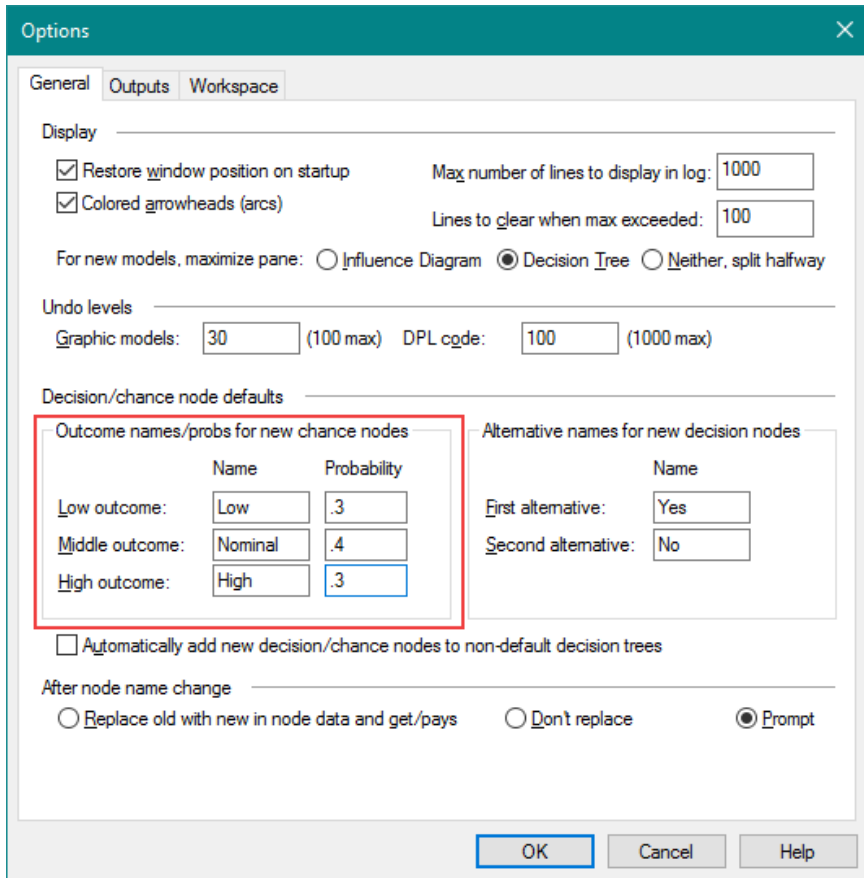 Options
General Outputs Workspace
Display
Restore window position on startup Max number of lines to display in log: 1000
Colored arrowheads (arcs)
Lines to clear when max exceeded: 100
For new models, maximize pane: Influence Diagram Decision Tree Neither, split halfway
Undo levels
Graphic models: 30 (100 max) DPL code: 100 (1000 max)
Decision/chance node defaults
Outcome names/probs for new chance nodes Alternative names for new decision nodes
Name Probability Name
Low outcome: Low .3 First alternative: Yes
Middle outcome: Nominal .4 Second alternative: No
High outcome: High .3
Automatically add new decision/chance nodes to non-default decision trees
After node name change
Replace old with new in node data and get/pays Don't replace Prompt
OK Cancel Help